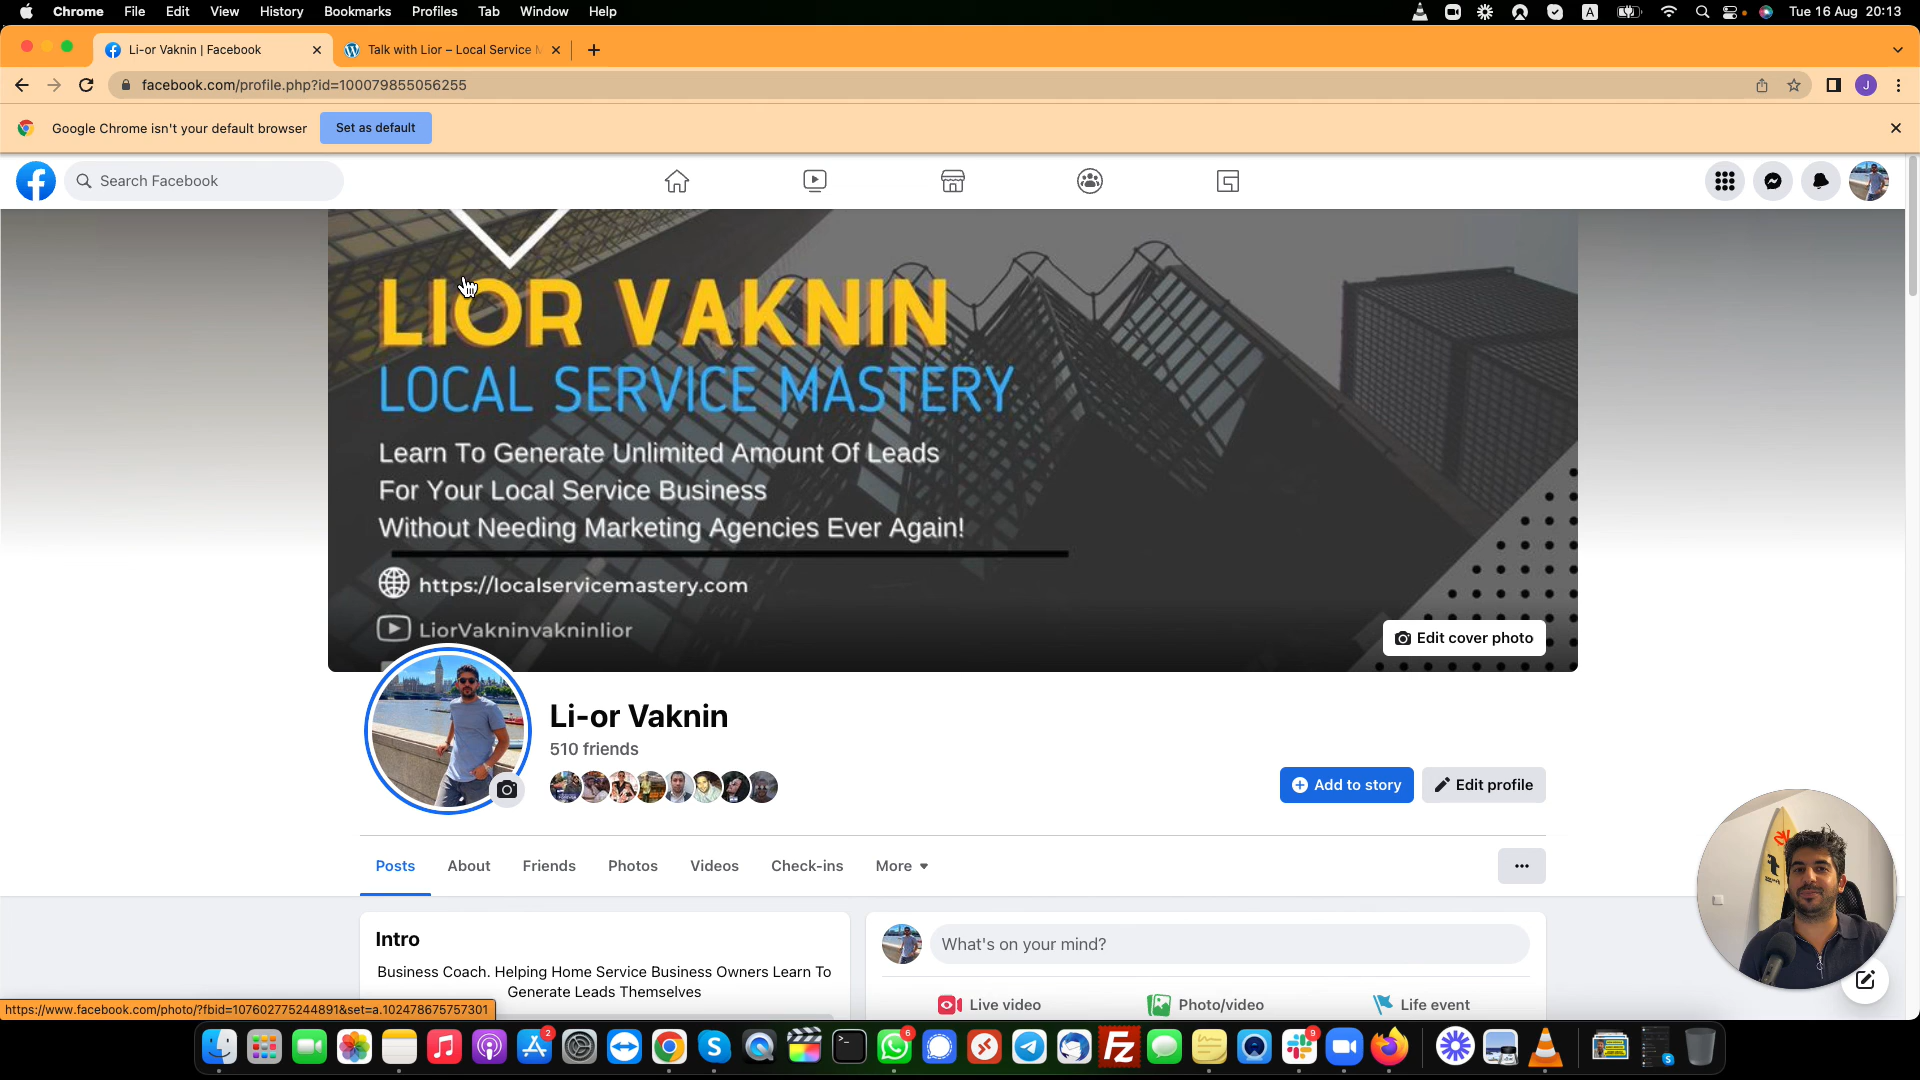 Chrome File Edit View History Bookmarks Profiles Tab Window Help
A
Tue 16 Aug 20:13
Li-or Vaknin | Facebook
Talk with Lior – Local Service
facebook.com/profile.php?id=100079855056255
J
Google Chrome isn't your default browser
Set as default
Search Facebook
LIOR VAKNIN
LOCAL SERVICE MASTERY
Learn To Generate Unlimited Amount Of Leads
For Your Local Service Business
Without Needing Marketing Agencies Ever Again!
https://localservicemastery.com
LiorVakninvakninlior
Edit cover photo
Li-or Vaknin
510 friends
Add to story
Edit profile
Posts About Friends Photos Videos Check-ins More
Intro
What's on your mind?
Business Coach. Helping Home Service Business Owners Learn To
Generate Leads Themselves
Live video
Photo/video
Life event
https://www.facebook.com/photo/?fbid=107602775244891&set=a.102478675757301
2
6
9